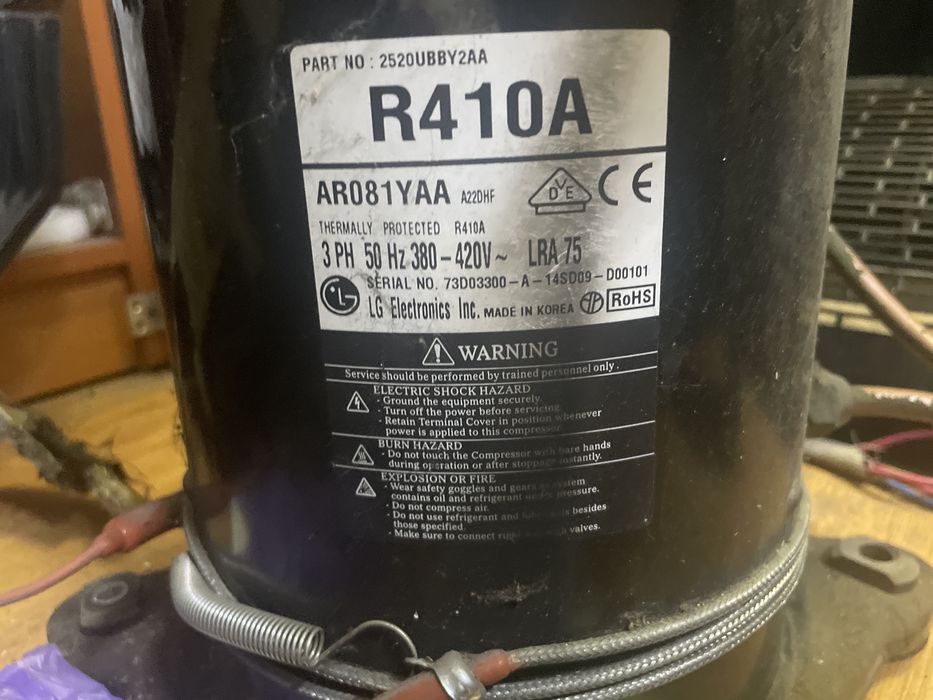 PART NO : 2520UBBY2AA
R410A
AR081YAA A22DHF
D V E CE
THERMALLY PROTECTED R410A
3 PH 50 Hz 380-420V~ LRA 75
SERIAL NO. 73D03300-A-14SD09-D00101
LG LG Electronics Inc. MADE IN KOREA RoHS
WARNING
Service should be performed by trained personnel only.
ELECTRIC SHOCK HAZARD
- Ground the equipment securely.
- Turn off the power before servicing.
- Retain Terminal Cover in position whenever
power is applied to this compressor.
BURN HAZARD
- Do not touch the Compressor with bare hands
during operation or after stoppage instantly.
EXPLOSION OR FIRE
- Wear safety goggles and gears as system
contains oil and refrigerant under pressure.
- Do not compress air.
- Do not use refrigerant and besides
those specified.
- Make sure to connect valves.